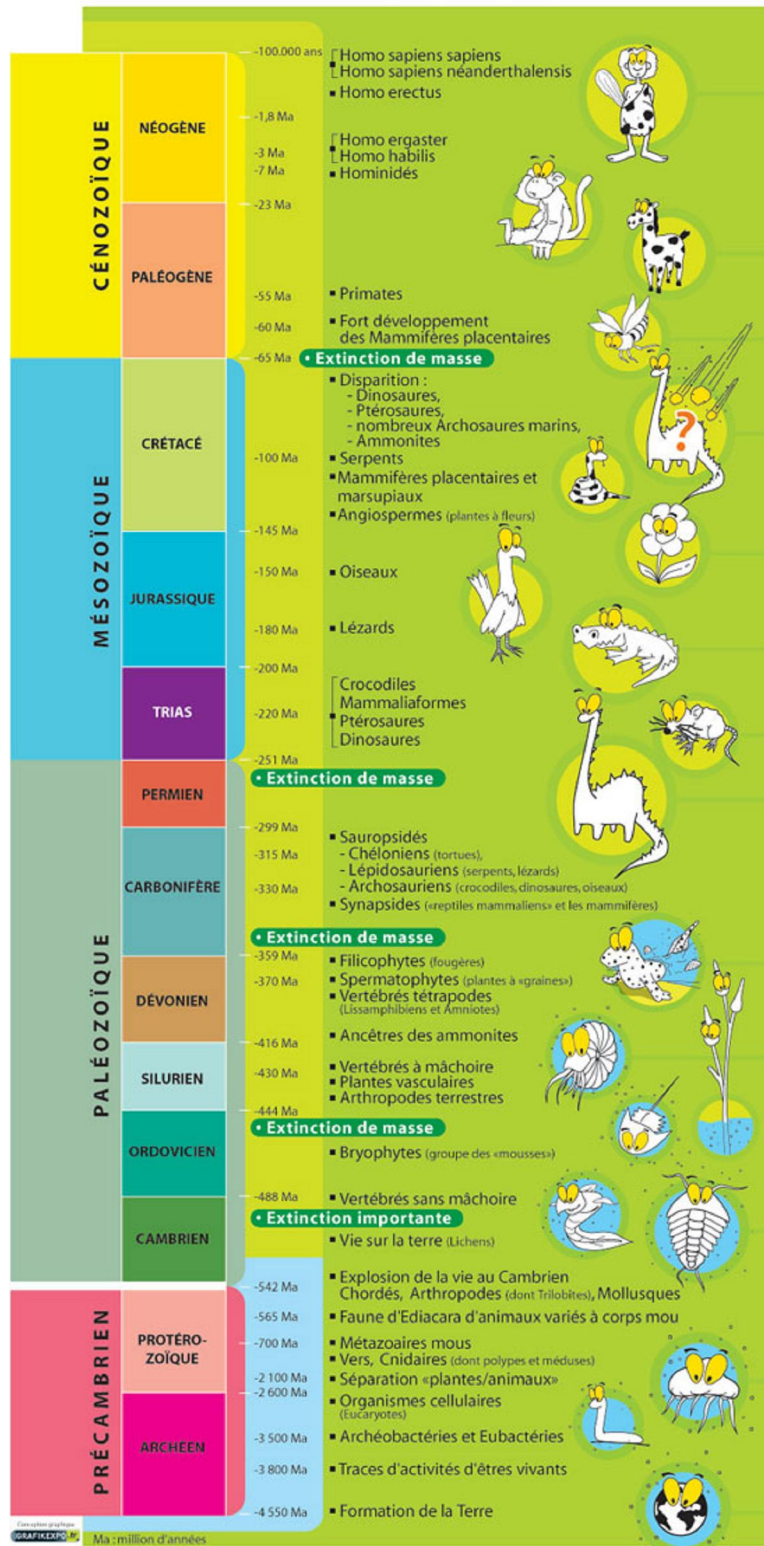 -100.000 ans
Homo sapiens sapiens
Homo sapiens néanderthalensis
Homo erectus
-1,8 Ma
NÉOGÈNE
Homo ergaster
-3 Ma
Homo habilis
-7 Ma
Hominidés
-23 Ma
CÉNOZOÏQUE
PALÉOGÈNE
-55 Ma
Primates
-60 Ma
Fort développement
des Mammifères placentaires
-65 Ma
• Extinction de masse
Disparition :
- Dinosaures,
- Ptérosaures,
- nombreux Archosaures marins,
- Ammonites
?
CRÉTACÉ
-100 Ma
Serpents
Mammifères placentaires et
marsupiaux
Angiospermes (plantes à fleurs)
-145 Ma
MÉSOZOÏQUE
-150 Ma
Oiseaux
JURASSIQUE
-180 Ma
Lézards
-200 Ma
Crocodiles
Mammaliaformes
TRIAS
-220 Ma
Ptérosaures
Dinosaures
-251 Ma
• Extinction de masse
PERMIEN
-299 Ma
Sauropsidés
-315 Ma
- Chéloniens (tortues),
- Lépidosauriens (serpents, lézards)
CARBONIFÈRE
-330 Ma
- Archosauriens (crocodiles, dinosaures, oiseaux)
Synapsides («reptiles mammaliens» et les mammifères)
• Extinction de masse
-359 Ma
Filicophytes (fougères)
-370 Ma
Spermatophytes (plantes à «graines»)
Vertébrés tétrapodes
(Lissamphibiens et Amniotes)
DÉVONIEN
Ancêtres des ammonites
-416 Ma
PALÉOZOÏQUE
Vertébrés à mâchoire
SILURIEN
-430 Ma
Plantes vasculaires
Arthropodes terrestres
-444 Ma
• Extinction de masse
ORDOVICIEN
Bryophytes (groupe des «mousses»)
-488 Ma
Vertébrés sans mâchoire
• Extinction importante
CAMBRIEN
Vie sur la terre (Lichens)
-542 Ma
Explosion de la vie au Cambrien
Chordés, Arthropodes (dont Trilobites), Mollusques
-565 Ma
Faune d'Ediacara d'animaux variés à corps mou
PROTÉRO-
ZOÏQUE
-700 Ma
Métazoaires mous
Vers, Cnidaires (dont polypes et méduses)
-2 100 Ma
Séparation «plantes/animaux»
-2 600 Ma
Organismes cellulaires
(Eucaryotes)
PRÉCAMBRIEN
ARCHÉEN
-3 500 Ma
Archéobactéries et Eubactéries
-3 800 Ma
Traces d'activités d'êtres vivants
-4 550 Ma
Formation de la Terre
Conception graphique
GRAFIKEXPO.fr
Ma : million d'années